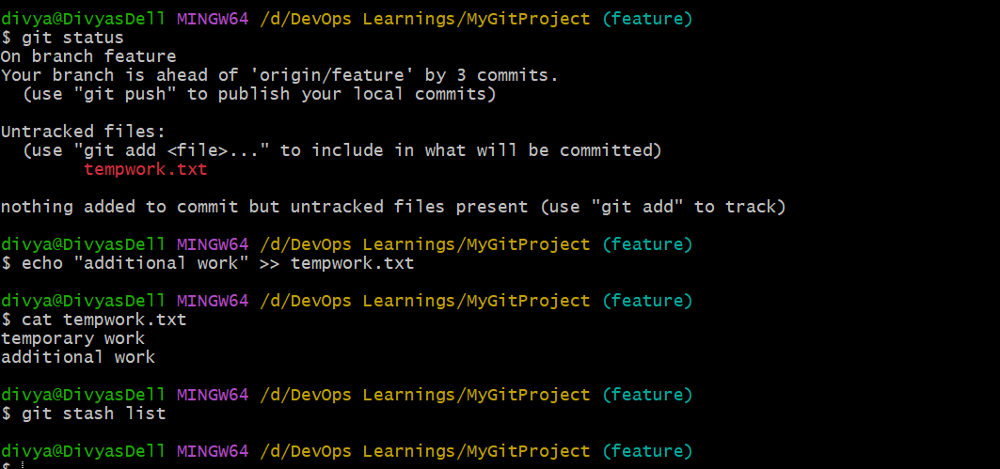 divya@DivyasDell MINGW64 /d/DevOps Learnings/MyGitProject (feature)
$ git status
On branch feature
Your branch is ahead of 'origin/feature' by 3 commits.
  (use "git push" to publish your local commits)

Untracked files:
  (use "git add <file>..." to include in what will be committed)
        tempwork.txt

nothing added to commit but untracked files present (use "git add" to track)

divya@DivyasDell MINGW64 /d/DevOps Learnings/MyGitProject (feature)
$ echo "additional work" >> tempwork.txt

divya@DivyasDell MINGW64 /d/DevOps Learnings/MyGitProject (feature)
$ cat tempwork.txt
temporary work
additional work

divya@DivyasDell MINGW64 /d/DevOps Learnings/MyGitProject (feature)
$ git stash list

divya@DivyasDell MINGW64 /d/DevOps Learnings/MyGitProject (feature)
$